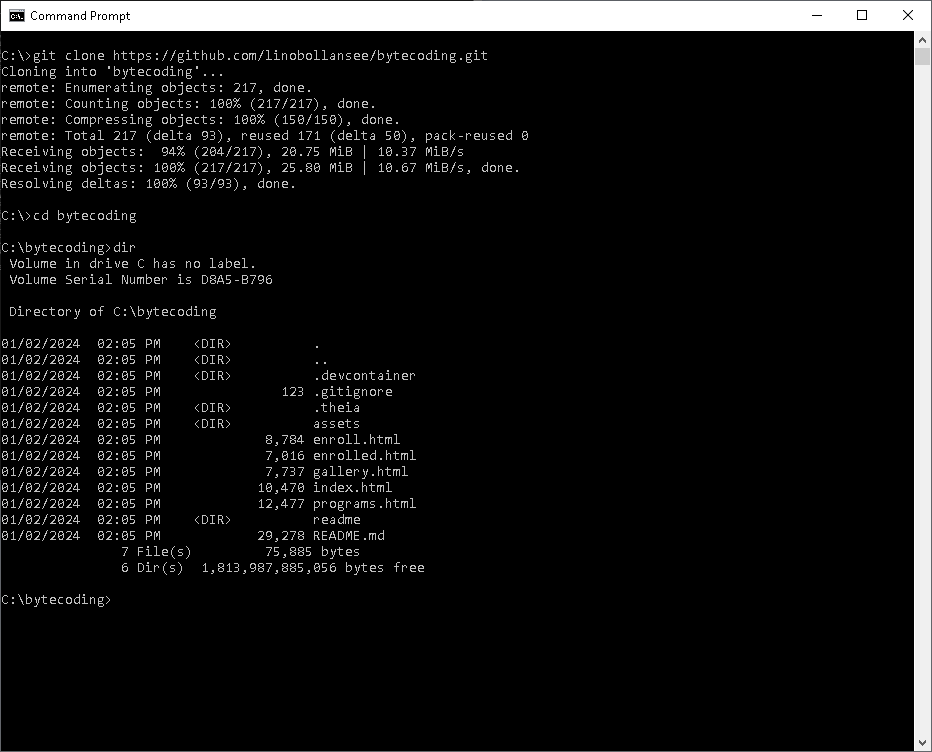 Command Prompt
C:\>git clone https://github.com/linobollansee/bytecoding.git
Cloning into 'bytecoding'...
remote: Enumerating objects: 217, done.
remote: Counting objects: 100% (217/217), done.
remote: Compressing objects: 100% (150/150), done.
remote: Total 217 (delta 93), reused 171 (delta 50), pack-reused 0
Receiving objects:  94% (204/217), 20.75 MiB | 10.37 MiB/s
Receiving objects: 100% (217/217), 25.80 MiB | 10.67 MiB/s, done.
Resolving deltas: 100% (93/93), done.
C:\>cd bytecoding
C:\bytecoding>dir
 Volume in drive C has no label.
 Volume Serial Number is D8A5-B796
 Directory of C:\bytecoding
01/02/2024  02:05 PM    <DIR>          .
01/02/2024  02:05 PM    <DIR>          ..
01/02/2024  02:05 PM    <DIR>          .devcontainer
01/02/2024  02:05 PM               123 .gitignore
01/02/2024  02:05 PM    <DIR>          .theia
01/02/2024  02:05 PM    <DIR>          assets
01/02/2024  02:05 PM             8,784 enroll.html
01/02/2024  02:05 PM             7,016 enrolled.html
01/02/2024  02:05 PM             7,737 gallery.html
01/02/2024  02:05 PM            10,470 index.html
01/02/2024  02:05 PM            12,477 programs.html
01/02/2024  02:05 PM    <DIR>          readme
01/02/2024  02:05 PM            29,278 README.md
               7 File(s)         75,885 bytes
               6 Dir(s)  1,813,987,885,056 bytes free
C:\bytecoding>